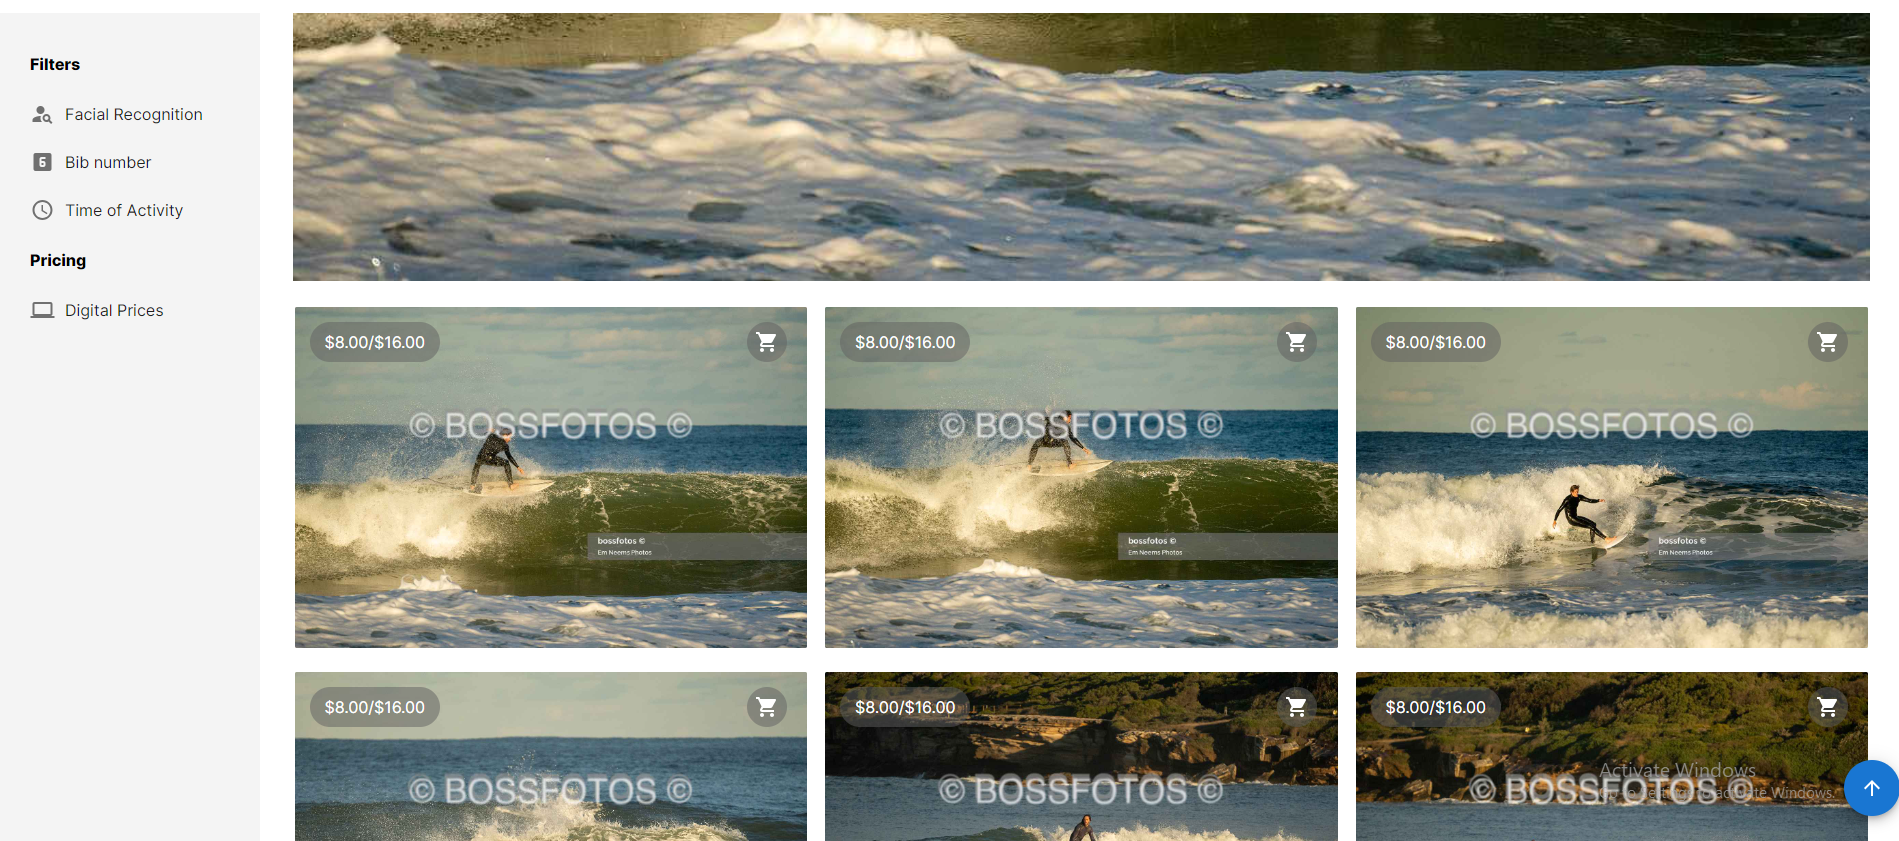 Filters
Facial Recognition
6
Bib number
Time of Activity
Pricing
Digital Prices
$8.00/$16.00
© BOSSFOTOS ©
bossfotos ©
Em Neems Photos
$8.00/$16.00
© BOSSFOTOS ©
bossfotos ©
Em Neems Photos
$8.00/$16.00
© BOSSFOTOS ©
bossfotos ©
Em Neems Photos
$8.00/$16.00
© BOSSFOTOS ©
$8.00/$16.00
© BOSSFOTOS ©
$8.00/$16.00
Activate Windows
© BOSSFOTOS ©
Go to Settings to activate Windows.